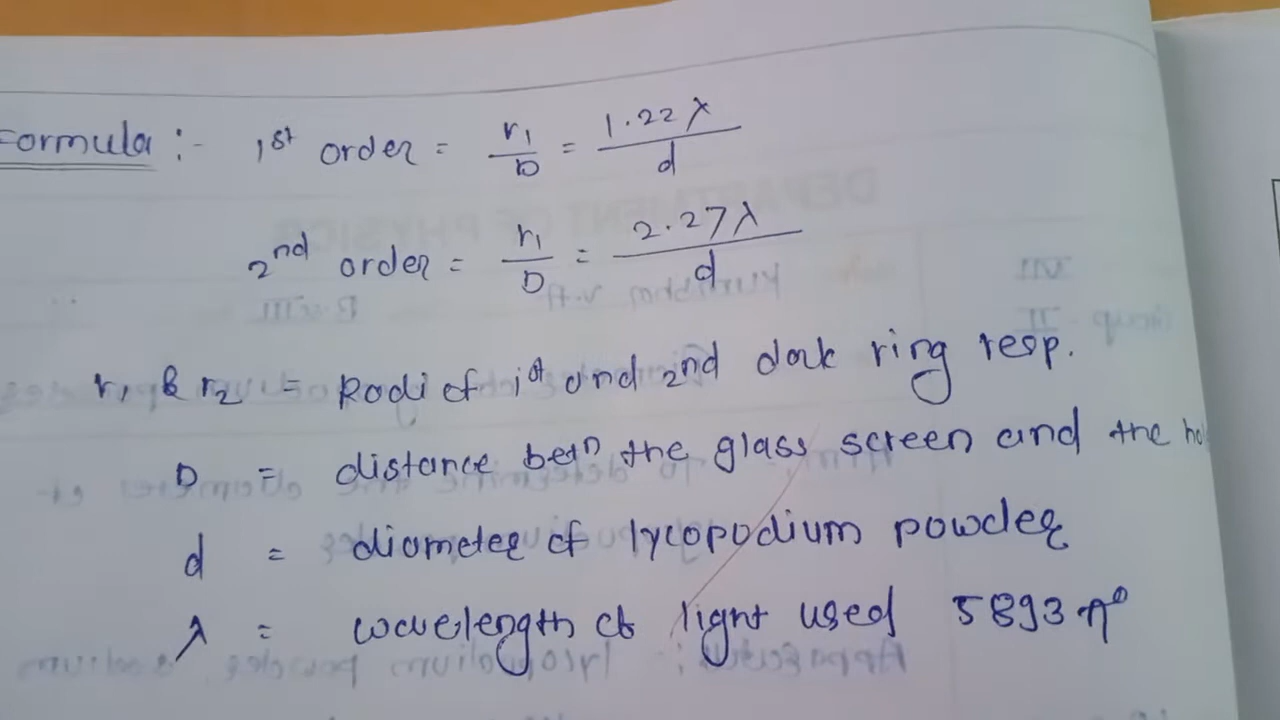 Formula :- 1st order = r1/D = 1.22λ/d
2nd order = r1/D = 2.27λ/d
r1 & r2 = Radi of 1st and 2nd dark ring resp.
D = distance betn the glass screen and the
d = diameter of lycopodium powder
λ = wavelength of light used 5893 A°